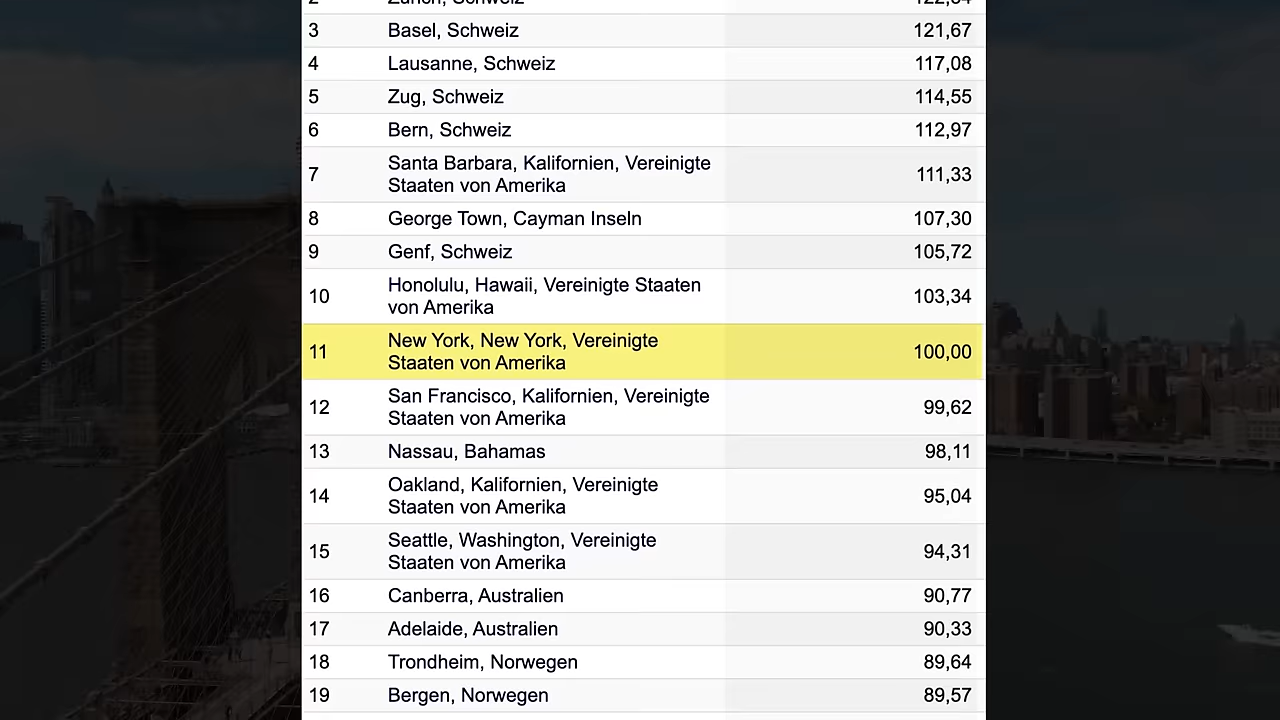 3 Basel, Schweiz 121,67
4 Lausanne, Schweiz 117,08
5 Zug, Schweiz 114,55
6 Bern, Schweiz 112,97
7 Santa Barbara, Kalifornien, Vereinigte
Staaten von Amerika 111,33
8 George Town, Cayman Inseln 107,30
9 Genf, Schweiz 105,72
10 Honolulu, Hawaii, Vereinigte Staaten
von Amerika 103,34
11 New York, New York, Vereinigte
Staaten von Amerika 100,00
12 San Francisco, Kalifornien, Vereinigte
Staaten von Amerika 99,62
13 Nassau, Bahamas 98,11
14 Oakland, Kalifornien, Vereinigte
Staaten von Amerika 95,04
15 Seattle, Washington, Vereinigte
Staaten von Amerika 94,31
16 Canberra, Australien 90,77
17 Adelaide, Australien 90,33
18 Trondheim, Norwegen 89,64
19 Bergen, Norwegen 89,57